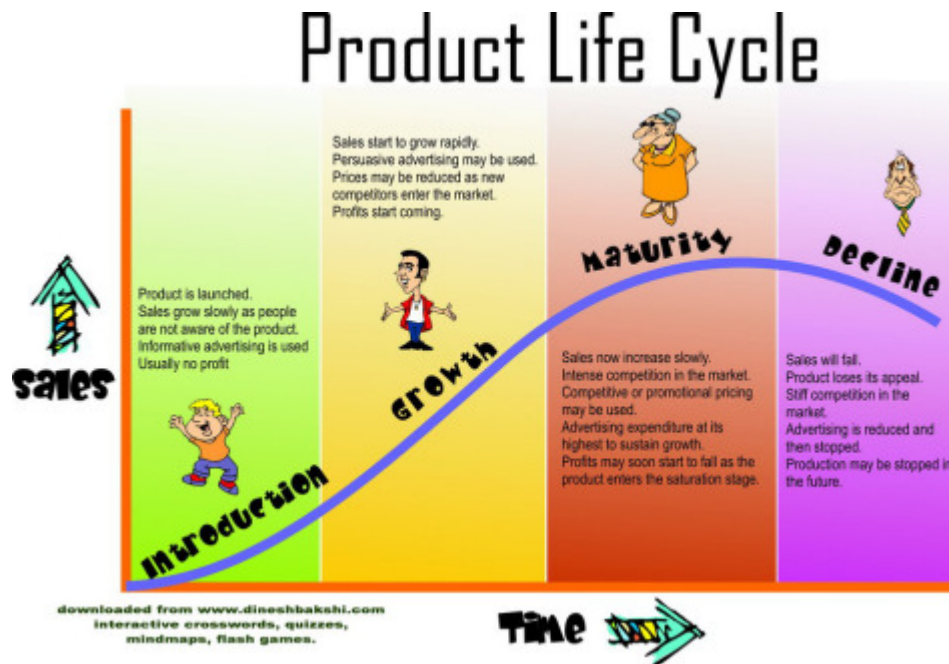 Product Life Cycle
Sales start to grow rapidly.
Persuasive advertising may be used.
Prices may be reduced as new
competitors enter the market.
Profits start coming.
Maturity
Decline
Product is launched.
Sales grow slowly as people
are not aware of the product.
Informative advertising is used
Usually no profit
Sales
Growth
Sales now increase slowly.
Intense competition in the market.
Competitive or promotional pricing
may be used.
Advertising expenditure at its
highest to sustain growth.
Profits may soon start to fall as the
product enters the saturation stage.
Sales will fall.
Product loses its appeal.
Stiff competition in the
market.
Advertising is reduced and
then stopped.
Production may be stopped in
the future.
Introduction
downloaded from www.dineshbakshi.com
interactive crosswords, quizzes,
mindmaps, flash games.
Time